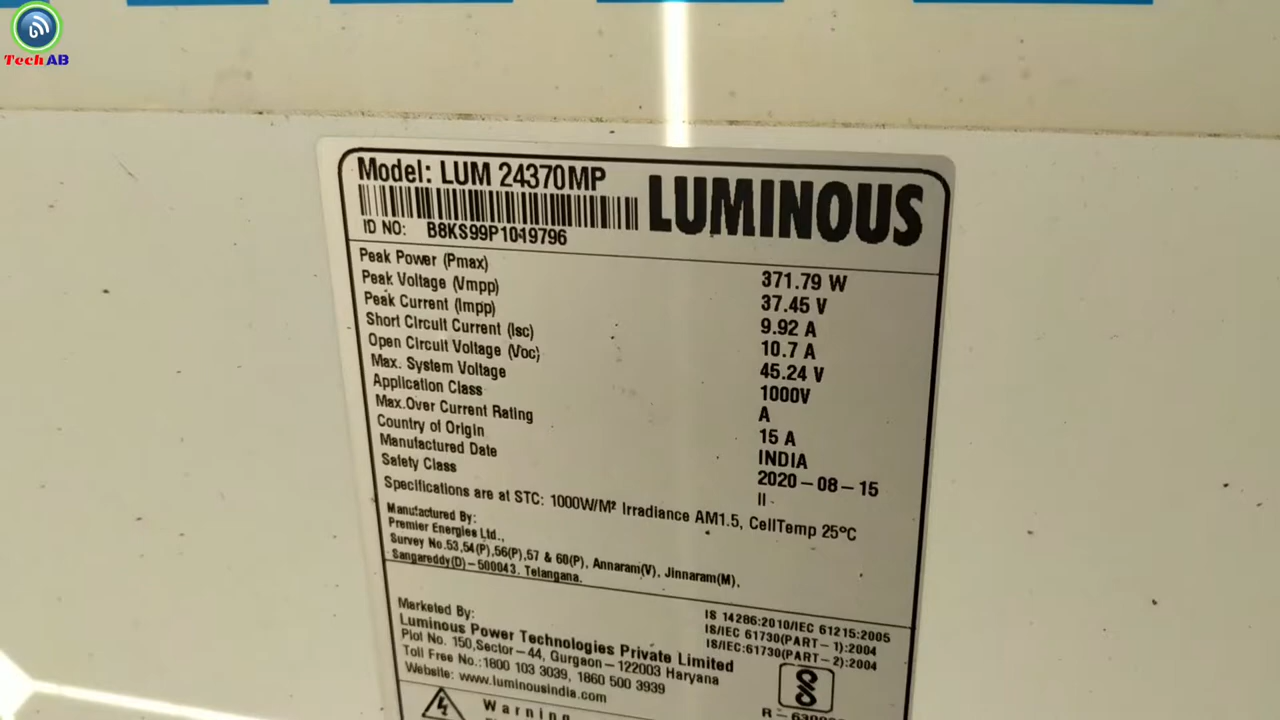 Tech AB
Model: LUM 24370MP
LUMINOUS
ID NO: B8KS99P1049796
Peak Power (Pmax) 371.79 W
Peak Voltage (Vmpp) 37.45 V
Peak Current (Impp) 9.92 A
Short Circuit Current (Isc) 10.7 A
Open Circuit Voltage (Voc) 45.24 V
Max. System Voltage 1000V
Application Class A
Max.Over Current Rating 15 A
Country of Origin INDIA
Manufactured Date 2020-08-15
Safety Class II
Specifications are at STC: 1000W/M² Irradiance AM1.5, CellTemp 25°C
Manufactured By:
Premier Energies Ltd.,
Survey No.53,54(P),56(P),57 & 60(P), Annaram(V), Jinnaram(M),
Sangareddy(D)-500043. Telangana.
Marketed By:
Luminous Power Technologies Private Limited
Plot No. 150,Sector-44, Gurgaon-122003 Haryana
Toll Free No.:1800 103 3039, 1860 500 3939
Website: www.luminousindia.com
IS 14286:2010/IEC 61215:2005
IS/IEC 61730(PART-1):2004
IS/IEC:61730(PART-2):2004
Warning